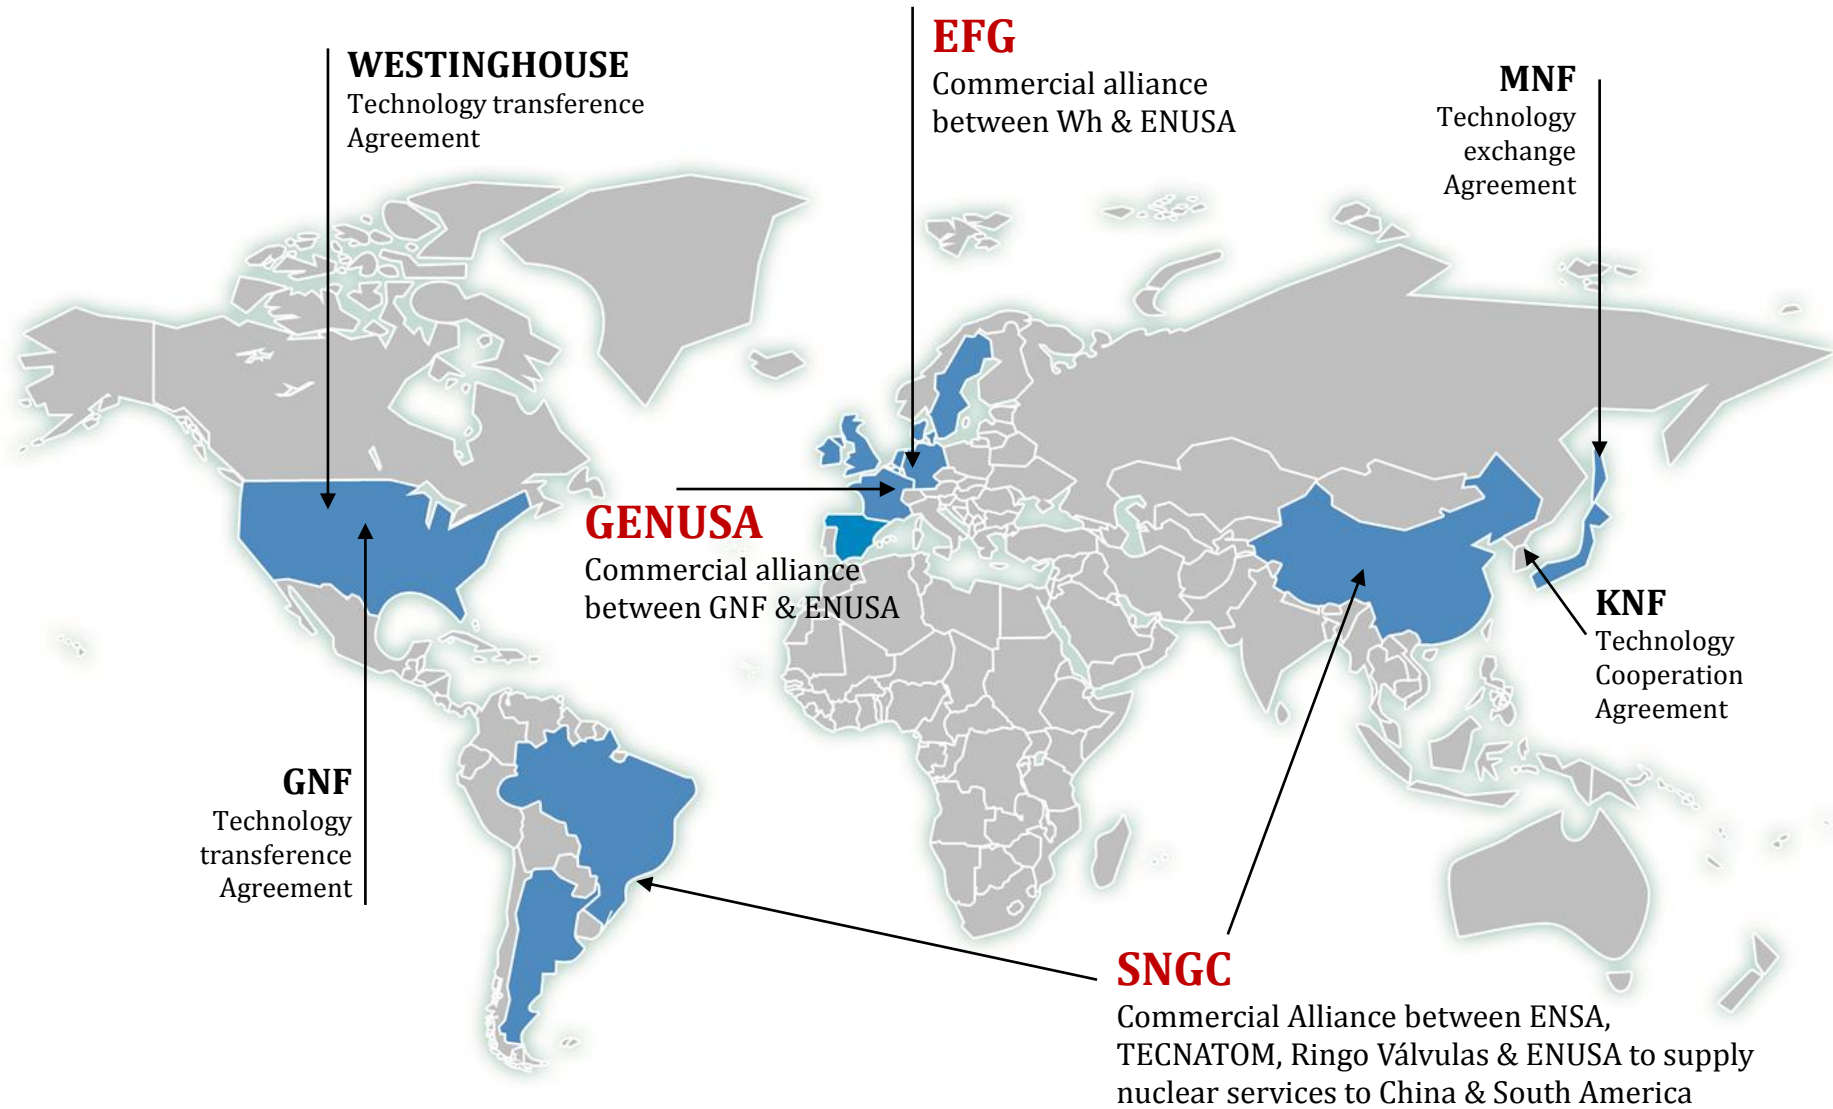 WESTINGHOUSE
Technology transference
Agreement
EFG
Commercial alliance
between Wh & ENUSA
MNF
Technology
exchange
Agreement
GENUSA
Commercial alliance
between GNF & ENUSA
KNF
Technology
Cooperation
Agreement
GNF
Technology
transference
Agreement
SNGC
Commercial Alliance between ENSA,
TECNATOM, Ringo Válvulas & ENUSA to supply
nuclear services to China & South America